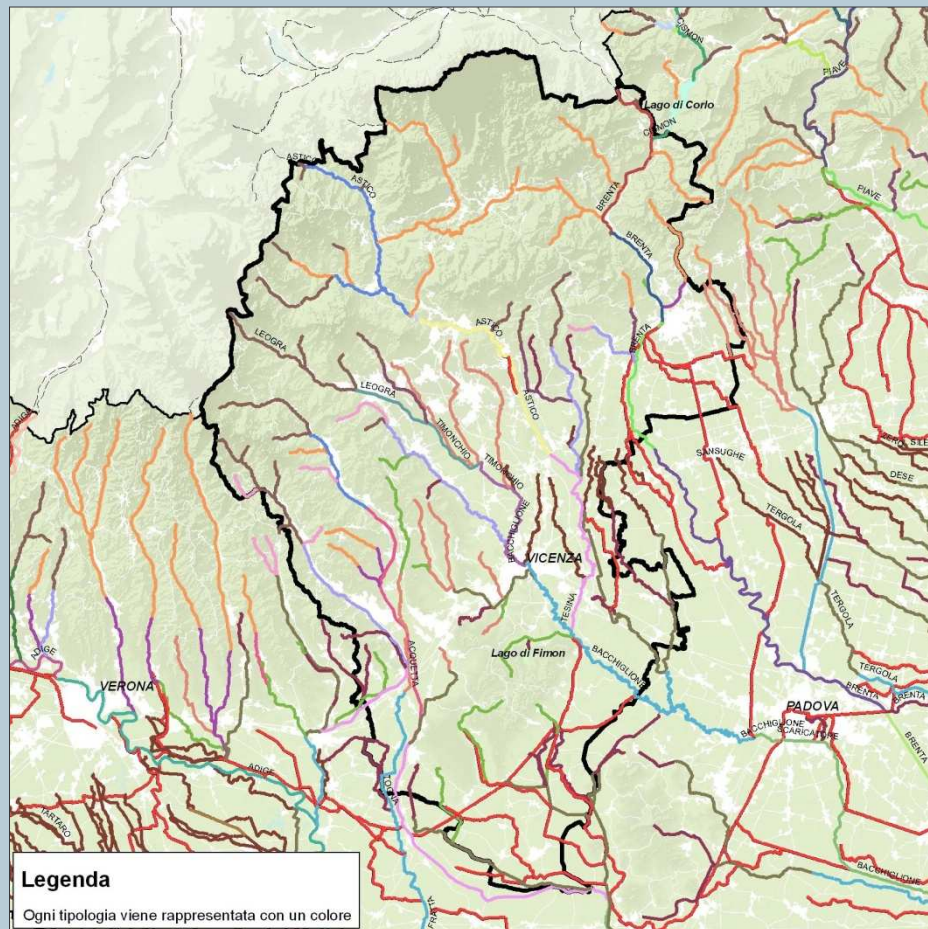 CISMON
PIAVE
Lago di Corlo
CISMON
ASTICO
ASTICO
BRENTA
PIAVE
BRENTA
ASTICO
BRENTA
LEOGRA
LEOGRA
ASTICO
TIMONCHIO
TIMONCHIO
SANSUGHE
DESE
TERGOLA
BACCHIGLIONE
VICENZA
TESINA
TERGOLA
ADIGE
Lago di Fimon
BACCHIGLIONE
ACQUETTA
TERGOLA
VERONA
BRENTA
BRENTA
PADOVA
BACCHIGLIONE
SCARICATORE
BRENTA
ADIGE
TARTARO
BACCHIGLIONE
FRATTA
Legenda
Ogni tipologia viene rappresentata con un colore